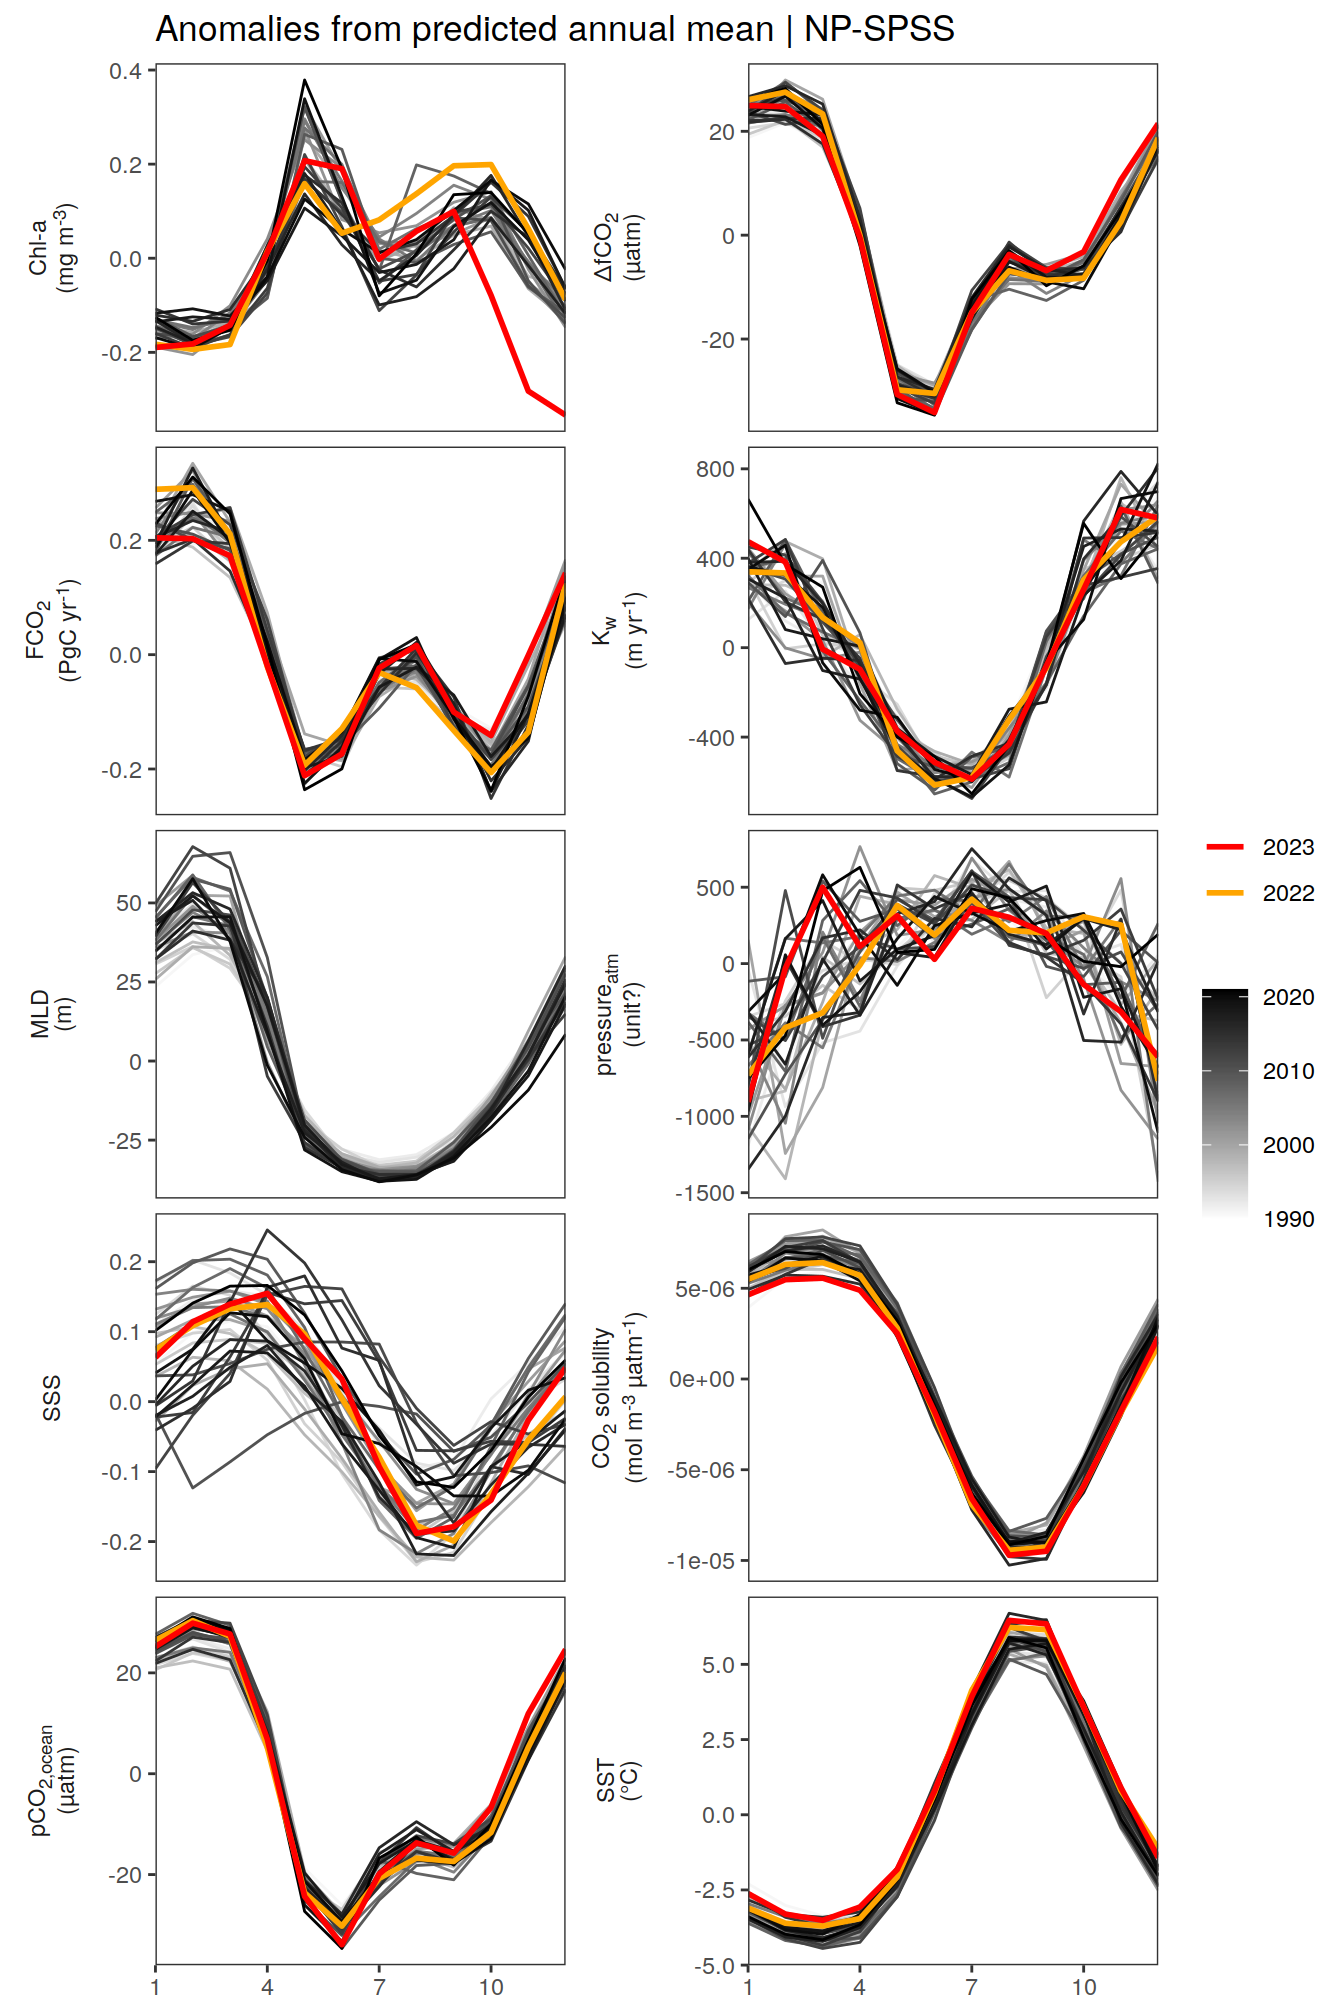 Anomalies from predicted annual mean | NP-SPSS
Chl-a
(mg m-3)
0.4
0.2
0.0
-0.2
ΔfCO2
(µatm)
20
0
-20
FCO2
(PgC yr-1)
0.2
0.0
-0.2
Kw
(m yr-1)
800
400
0
-400
MLD
(m)
50
25
0
-25
pressureatm
(unit?)
500
0
-500
-1000
-1500
SSS
0.2
0.1
0.0
-0.1
-0.2
CO2 solubility
(mol m-3 µatm-1)
5e-06
0e+00
-5e-06
-1e-05
pCO2,ocean
(µatm)
20
0
-20
1 4 7 10
SST
(°C)
5.0
2.5
0.0
-2.5
-5.0
1 4 7 10
2023
2022
2020
2010
2000
1990